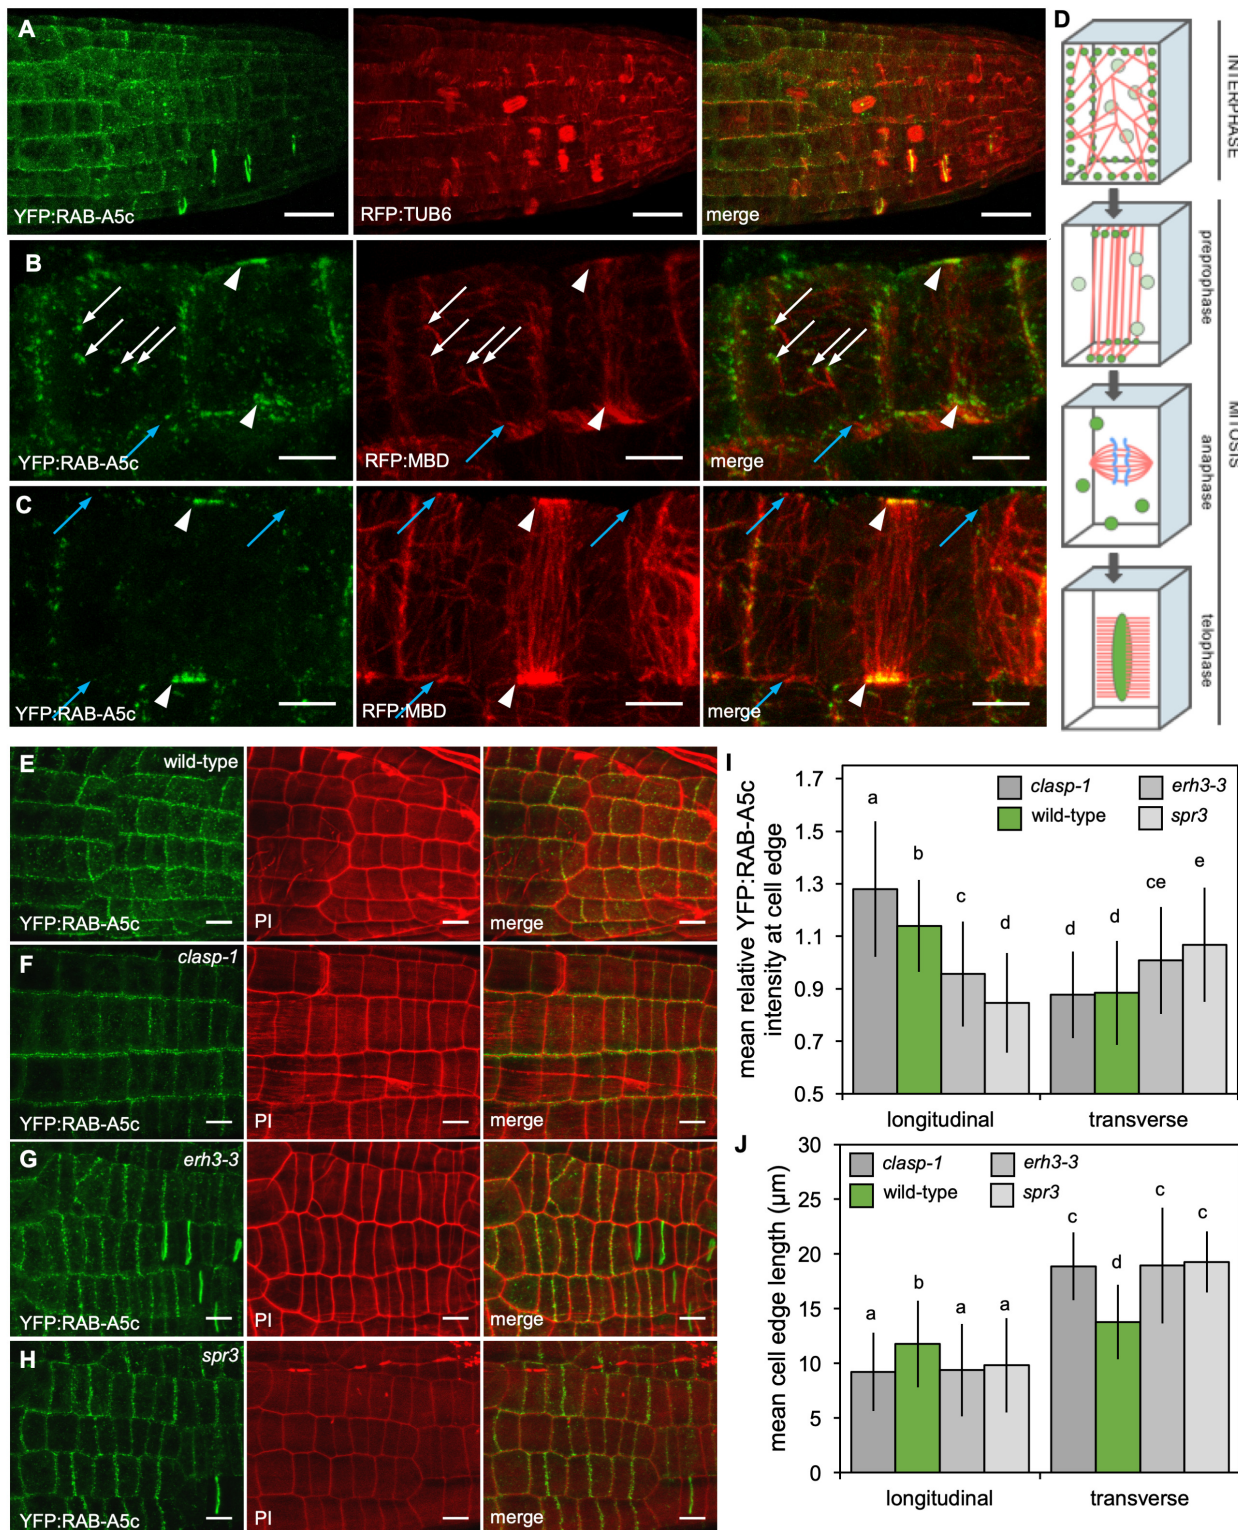 A
YFP:RAB-A5c
RFP:TUB6
merge
B
YFP:RAB-A5c
RFP:MBD
merge
C
YFP:RAB-A5c
RFP:MBD
merge
D
INTERPHASE
preprophase
MITOSIS
anaphase
telophase
E
wild-type
YFP:RAB-A5c
PI
merge
F
clasp-1
YFP:RAB-A5c
PI
merge
G
erh3-3
YFP:RAB-A5c
PI
merge
H
spr3
YFP:RAB-A5c
PI
merge
I
mean relative YFP:RAB-A5c
intensity at cell edge
1.7
1.5
1.3
1.1
0.9
0.7
0.5
clasp-1
erh3-3
wild-type
spr3
a
b
c
d
d
d
ce
e
longitudinal
transverse
J
mean cell edge length (µm)
30
25
20
15
10
5
0
clasp-1
erh3-3
wild-type
spr3
a
b
a
a
c
d
c
c
longitudinal
transverse